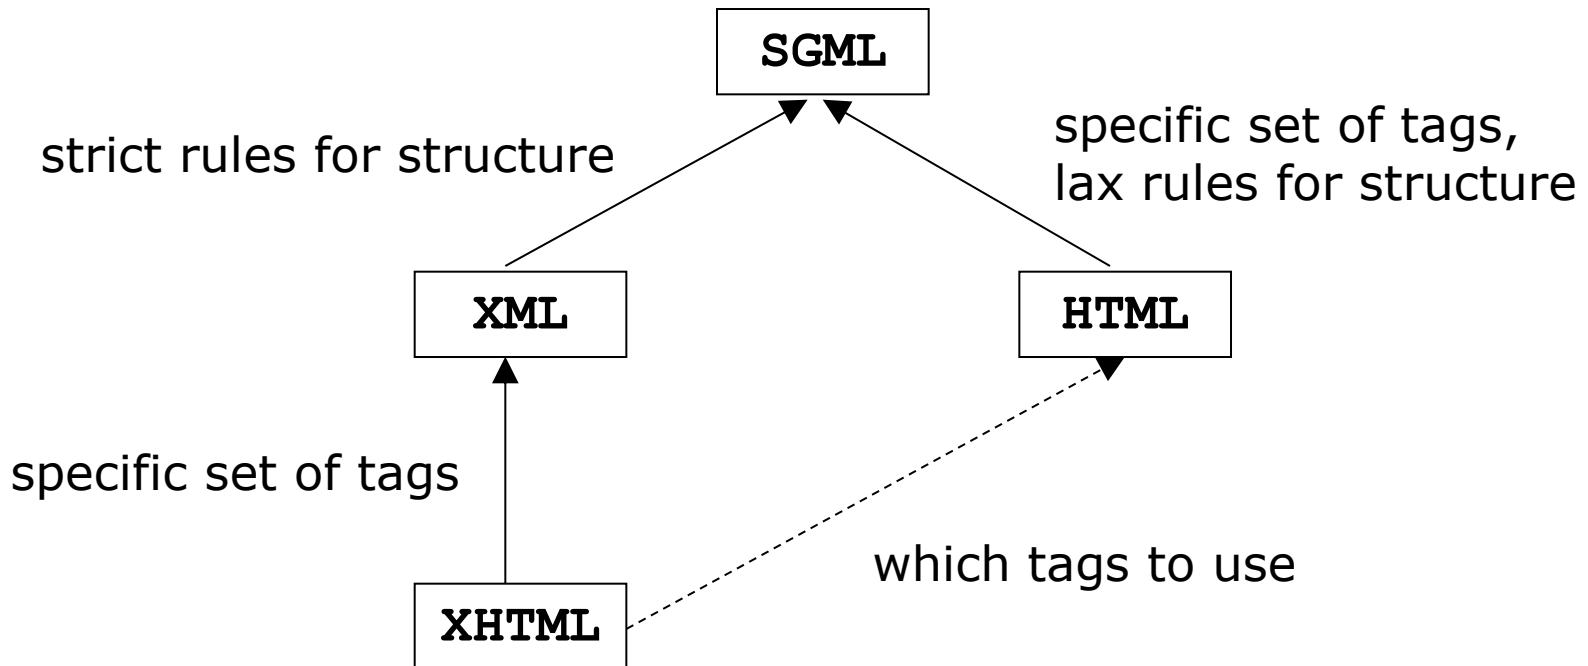 SGML
strict rules for structure
specific set of tags,
lax rules for structure
XML
HTML
specific set of tags
which tags to use
XHTML